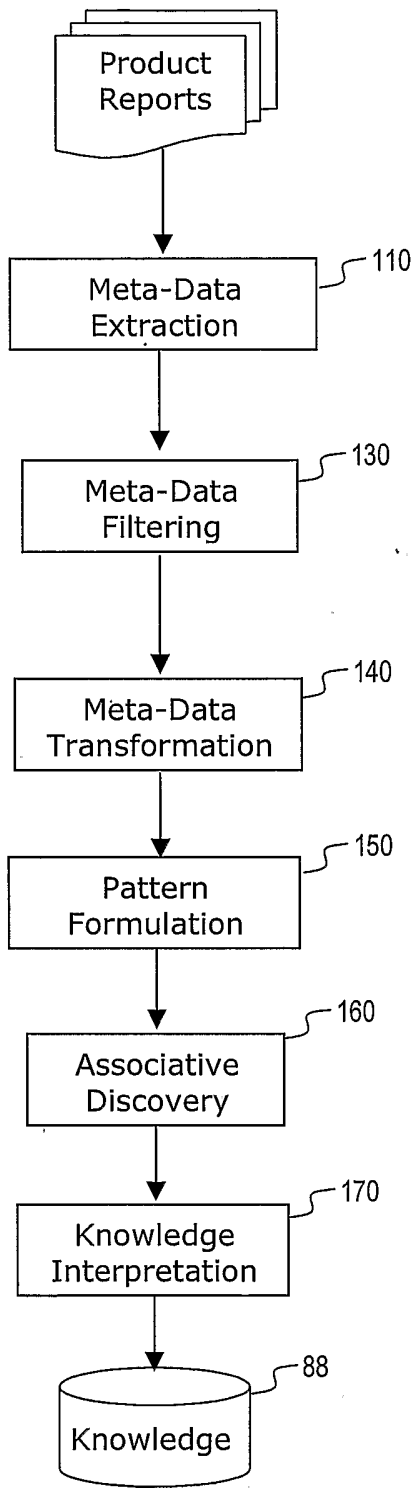 Product
Reports
110
Meta-Data
Extraction
130
Meta-Data
Filtering
140
Meta-Data
Transformation
150
Pattern
Formulation
160
Associative
Discovery
170
Knowledge
Interpretation
88
Knowledge